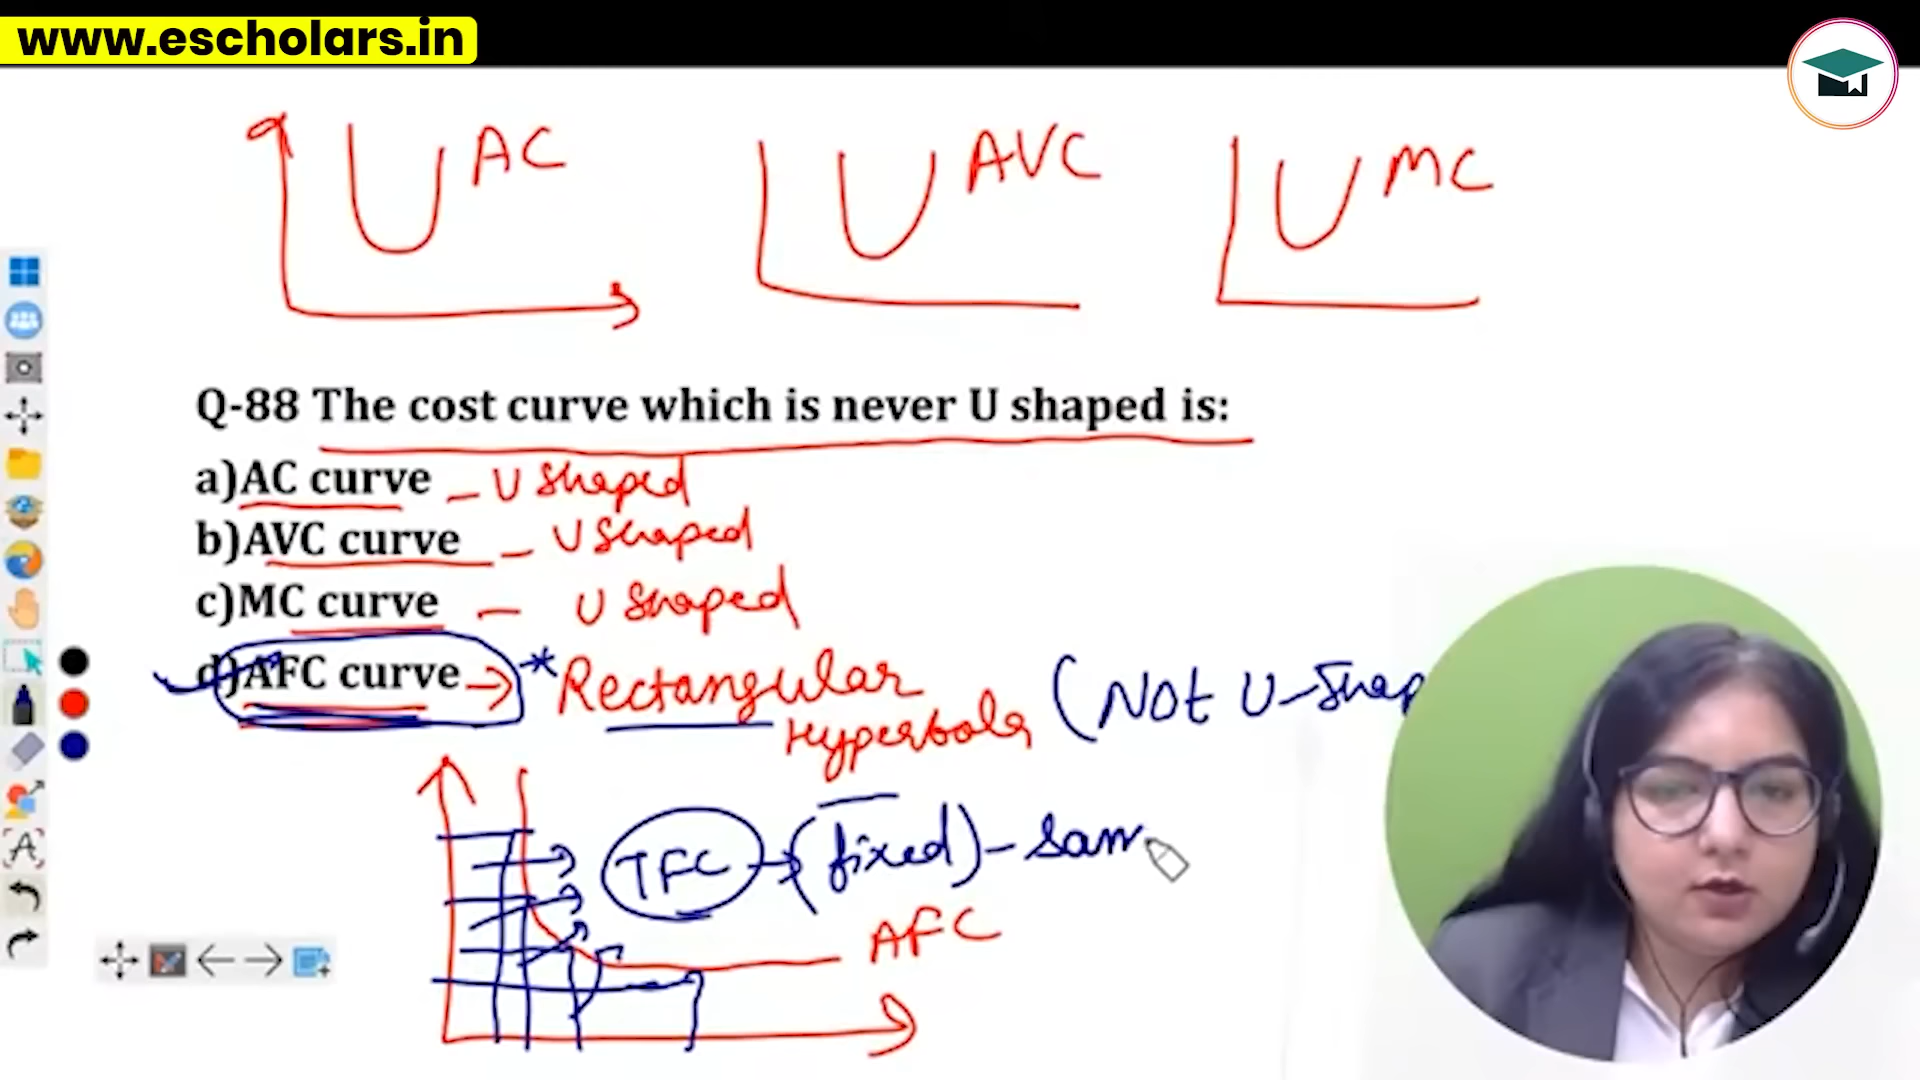 www.escholars.in
AC
AVC
MC
Q-88 The cost curve which is never U shaped is:
a)AC curve - U Shaped
b)AVC curve - U Shaped
c)MC curve - U Shaped
d)AFC curve → * Rectangular Hyperbola (Not U-Shap
TFC → (fixed) - Sam
AFC